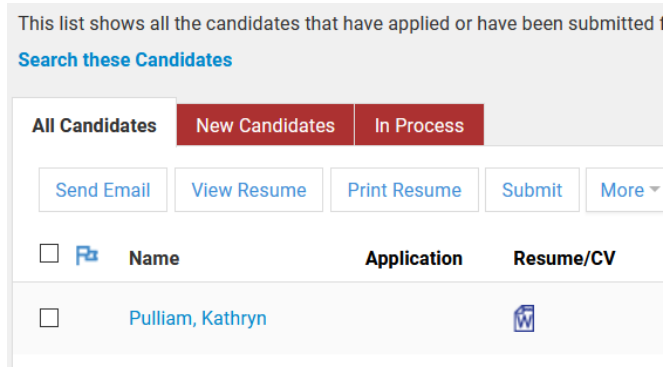 This list shows all the candidates that have applied or have been submitted
Search these Candidates
All Candidates New Candidates In Process
Send Email View Resume Print Resume Submit More
Name Application Resume/CV
Pulliam, Kathryn